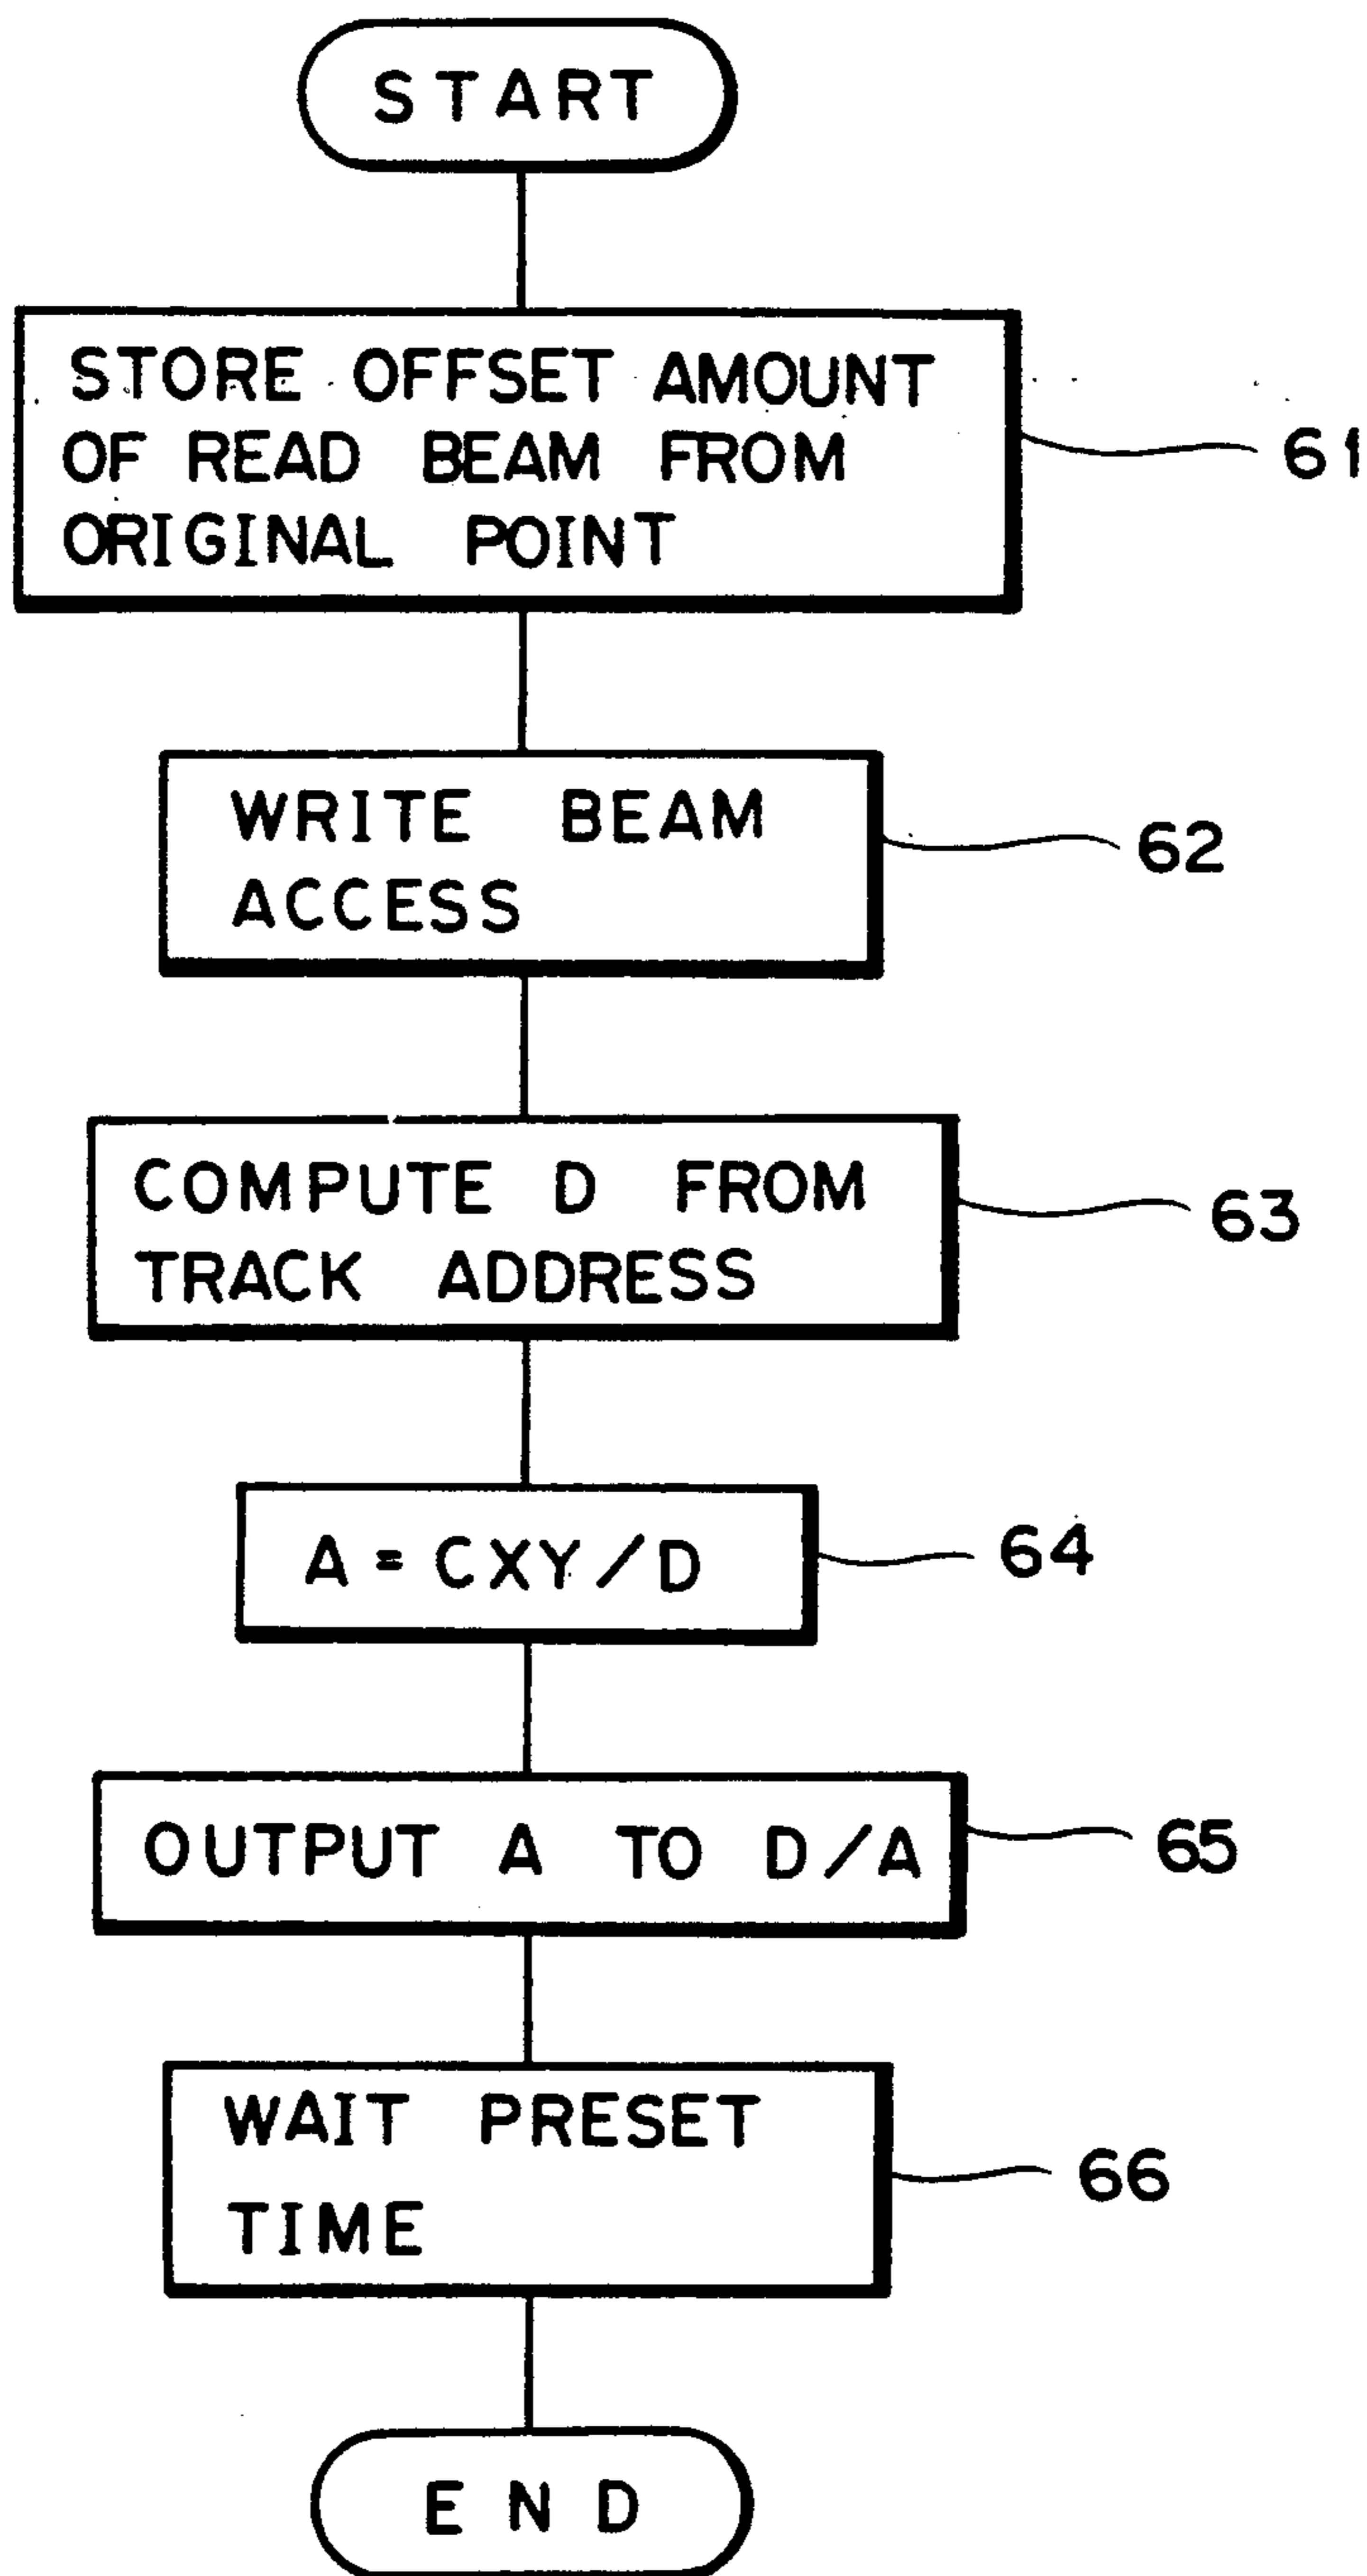 START
STORE OFFSET AMOUNT
OF READ BEAM FROM
ORIGINAL POINT
61
WRITE BEAM
ACCESS
62
COMPUTE D FROM
TRACK ADDRESS
63
A = CXY/D
64
OUTPUT A TO D/A
65
WAIT PRESET
TIME
66
END